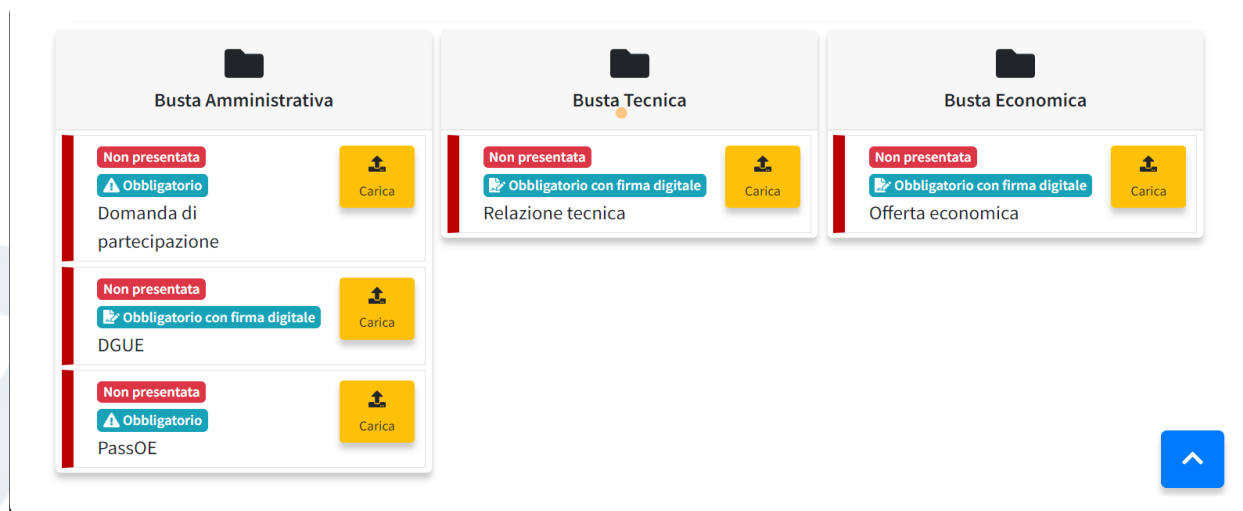 Busta Amministrativa
Non presentata
Obbligatorio
Domanda di
partecipazione
Carica
Non presentata
Obbligatorio con firma digitale
DGUE
Carica
Non presentata
Obbligatorio
PassOE
Carica
Busta Tecnica
Non presentata
Obbligatorio con firma digitale
Relazione tecnica
Carica
Busta Economica
Non presentata
Obbligatorio con firma digitale
Offerta economica
Carica